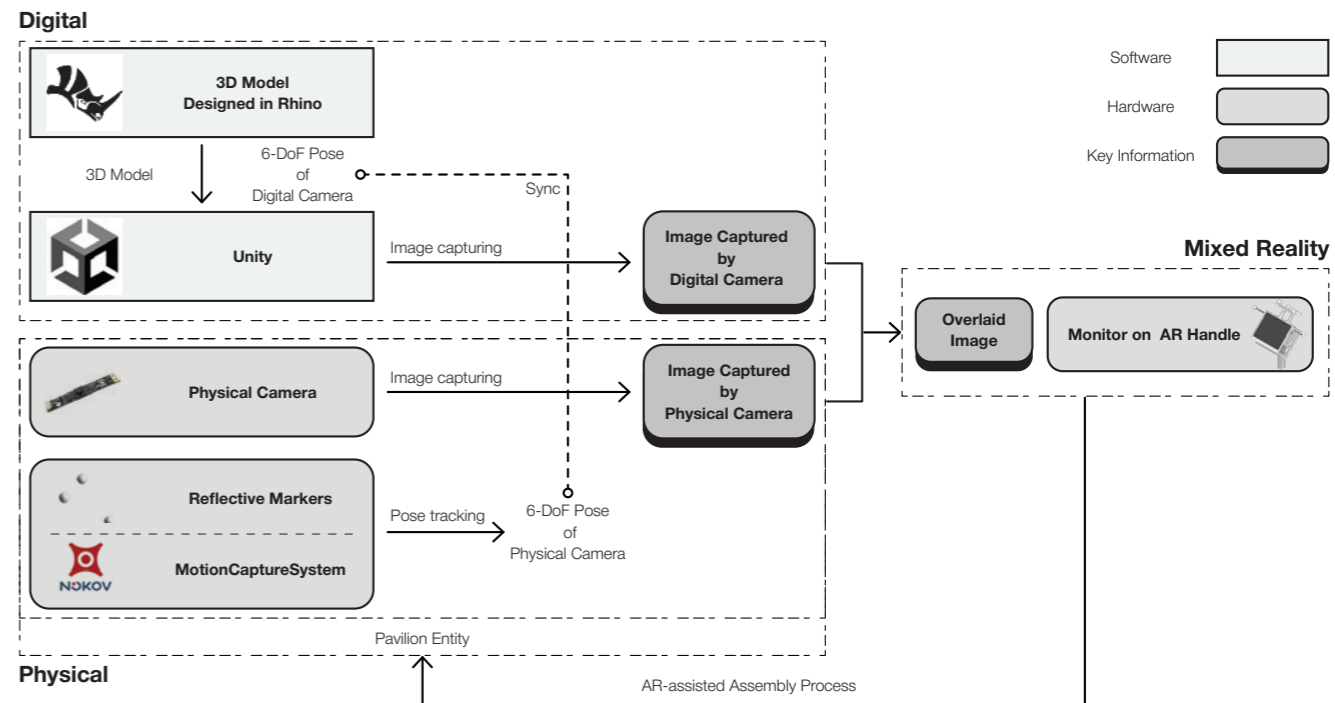 Digital
3D Model
Designed in Rhino
3D Model
6-DoF Pose
of
Digital Camera
Sync
Unity
Image capturing
Image Captured
by
Digital Camera
Software
Hardware
Key Information
Mixed Reality
Overlaid
Image
Monitor on AR Handle
Physical Camera
Image capturing
Image Captured
by
Physical Camera
Reflective Markers
NOKOV
MotionCaptureSystem
Pose tracking
6-DoF Pose
of
Physical Camera
Pavilion Entity
Physical
AR-assisted Assembly Process